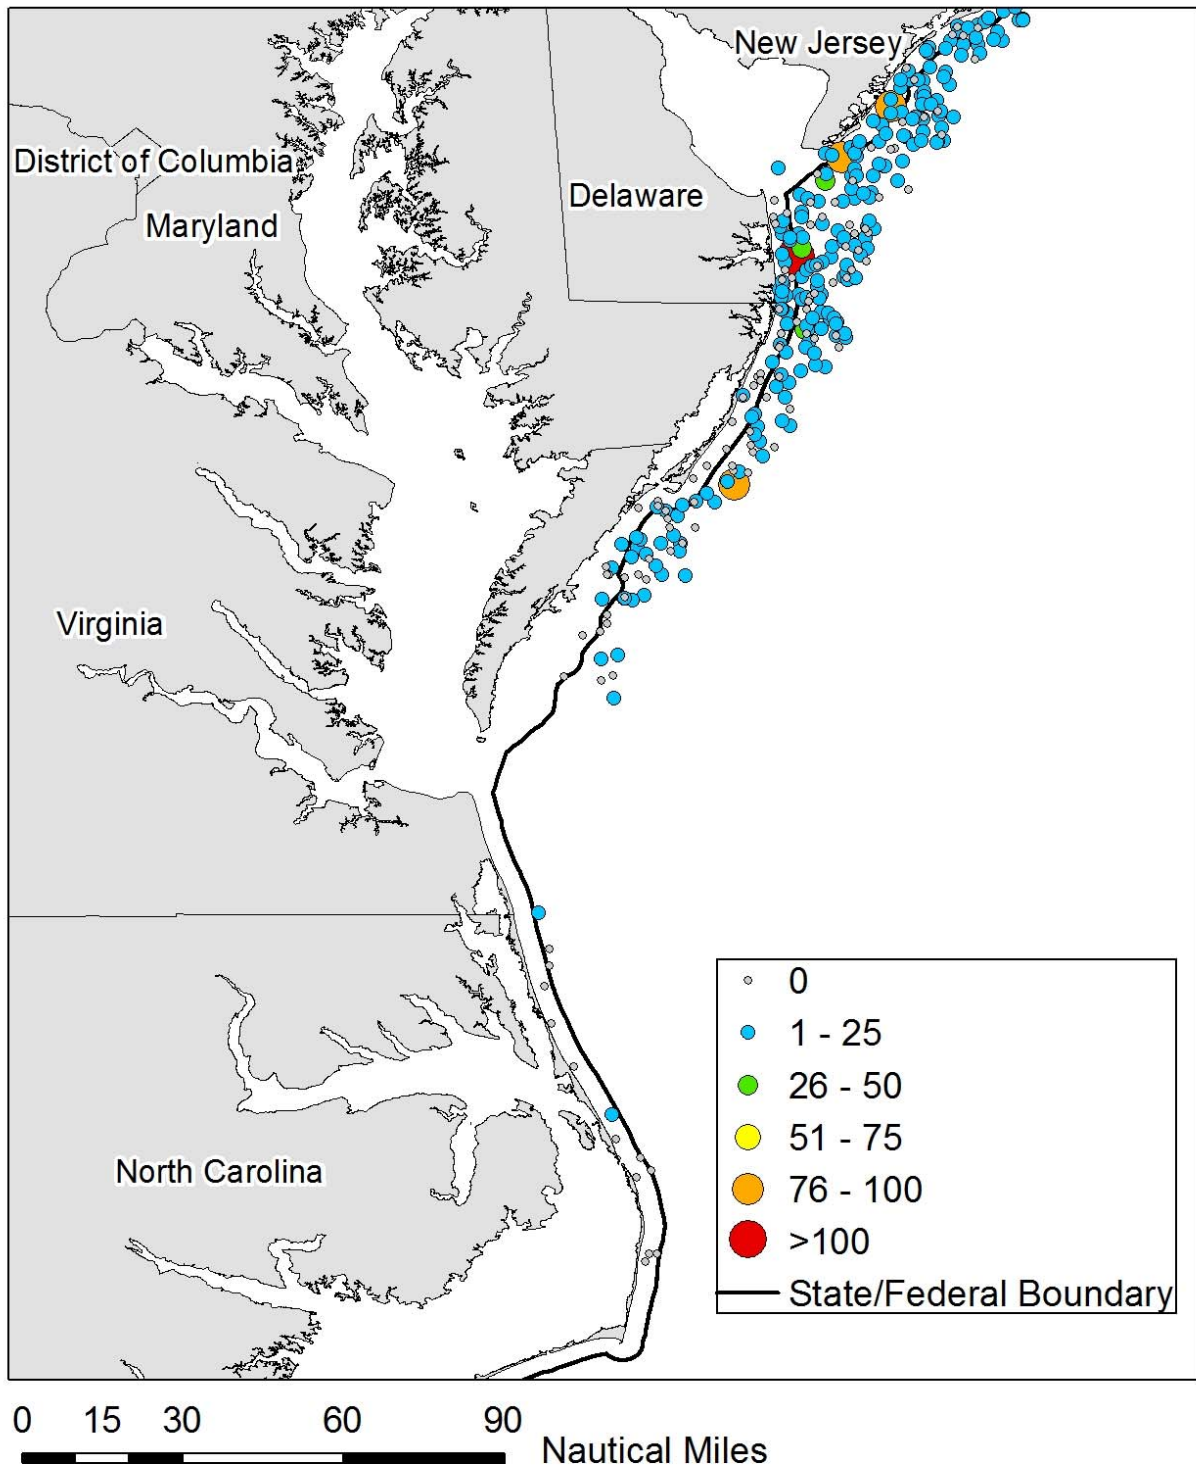 New Jersey
District of Columbia
Delaware
Maryland
Virginia
North Carolina
0
1 - 25
26 - 50
51 - 75
76 - 100
>100
State/Federal Boundary
0 15 30 60 90
Nautical Miles